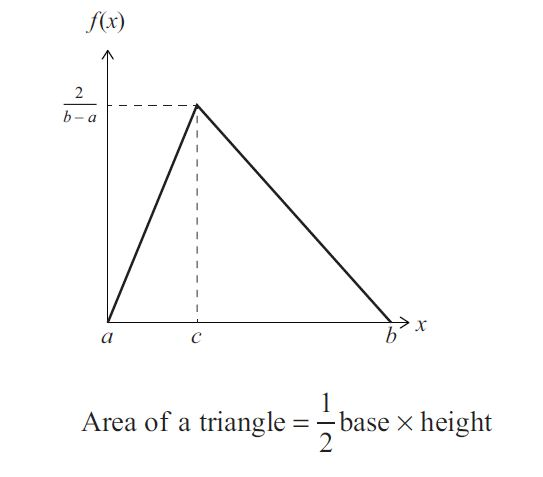 f(x)
2
b – a
a
c
b
x
Area of a triangle = 1/2 base × height